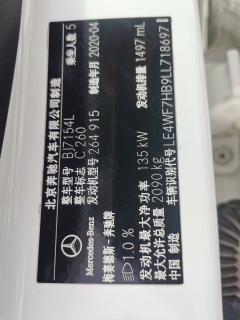 北京奔驰汽车有限公司制造
整车型号 BJ7154L 乘坐人数 5
整车标志 C 260 制造年月 2020-04
发动机型号 264 915 发动机排量 1497 mL
Mercedes-Benz
梅赛德斯-奔驰牌
1.0 %
发动机最大净功率 135 kW
最大允许总质量 2090 kg
车辆识别代号 LE4WF7HB9LL718697
中国 制造